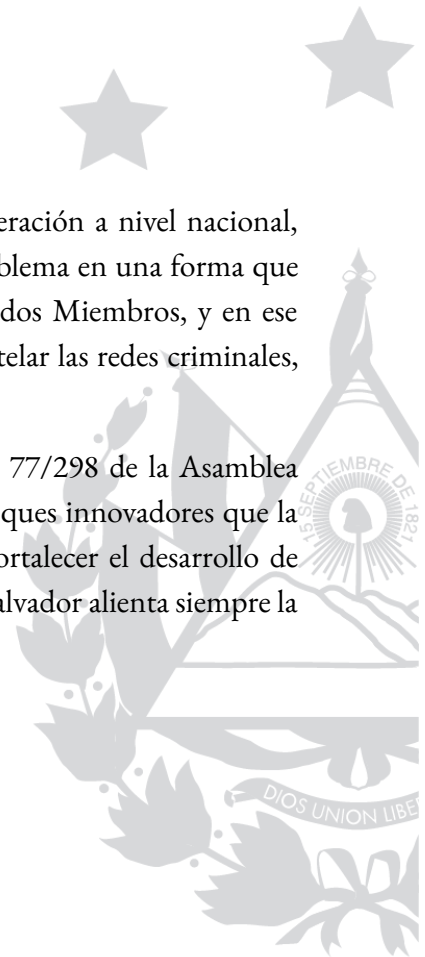 eración a nivel nacional,
blema en una forma que
dos Miembros, y en ese
telar las redes criminales,
77/298 de la Asamblea
ques innovadores que la
ortalecer el desarrollo de
alvador alienta siempre la
15 SEPTIEMBRE DE 1821
DIOS UNION LIBE